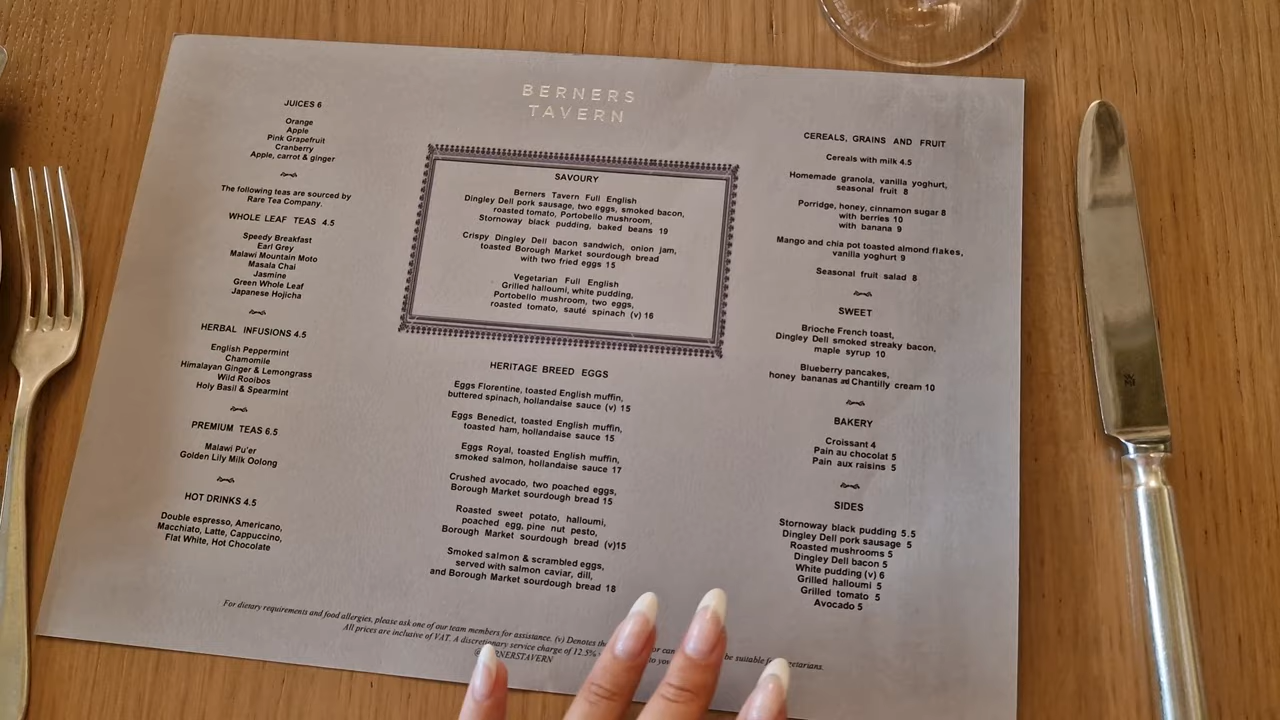 BERNERS
TAVERN
JUICES 6
Orange
Apple
Pink Grapefruit
Cranberry
Apple, carrot & ginger
The following teas are sourced by
Rare Tea Company.
WHOLE LEAF TEAS 4.5
Speedy Breakfast
Earl Grey
Malawi Mountain Moto
Masala Chai
Jasmine
Green Whole Leaf
Japanese Hojicha
HERBAL INFUSIONS 4.5
English Peppermint
Chamomile
Himalayan Ginger & Lemongrass
Wild Rooibos
Holy Basil & Spearmint
PREMIUM TEAS 6.5
Malawi Pu'er
Golden Lily Milk Oolong
HOT DRINKS 4.5
Double espresso, Americano,
Macchiato, Latte, Cappuccino,
Flat White, Hot Chocolate
SAVOURY
Berners Tavern Full English
Dingley Dell pork sausage, two eggs, smoked bacon,
roasted tomato, Portobello mushroom,
Stornoway black pudding, baked beans 19
Crispy Dingley Dell bacon sandwich, onion jam,
toasted Borough Market sourdough bread
with two fried eggs 15
Vegetarian Full English
Grilled halloumi, white pudding,
Portobello mushroom, two eggs,
roasted tomato, sauté spinach (v) 16
HERITAGE BREED EGGS
Eggs Florentine, toasted English muffin,
buttered spinach, hollandaise sauce (v) 15
Eggs Benedict, toasted English muffin,
toasted ham, hollandaise sauce 15
Eggs Royal, toasted English muffin,
smoked salmon, hollandaise sauce 17
Crushed avocado, two poached eggs,
Borough Market sourdough bread 15
Roasted sweet potato, halloumi,
poached egg, pine nut pesto,
Borough Market sourdough bread (v)15
Smoked salmon & scrambled eggs,
served with salmon caviar, dill,
and Borough Market sourdough bread 18
CEREALS, GRAINS AND FRUIT
Cereals with milk 4.5
Homemade granola, vanilla yoghurt,
seasonal fruit 8
Porridge, honey, cinnamon sugar 8
with berries 10
with banana 9
Mango and chia pot toasted almond flakes,
vanilla yoghurt 9
Seasonal fruit salad 8
SWEET
Brioche French toast,
Dingley Dell smoked streaky bacon,
maple syrup 10
Blueberry pancakes,
honey bananas and Chantilly cream 10
BAKERY
Croissant 4
Pain au chocolat 5
Pain aux raisins 5
SIDES
Stornoway black pudding 5.5
Dingley Dell pork sausage 5
Roasted mushrooms 5
Dingley Dell bacon 5
White pudding (v) 6
Grilled halloumi 5
Grilled tomato 5
Avocado 5
For dietary requirements and food allergies, please ask one of our team members for assistance. (v) Denotes or be suitable for vegetarians.
All prices are inclusive of VAT. A discretionary service charge of 12.5% to